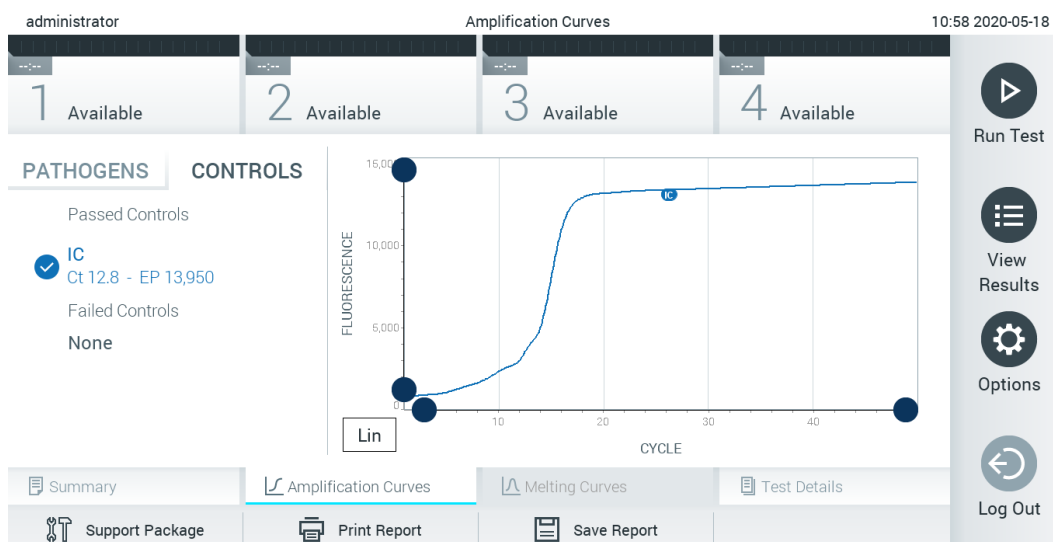 administrator
Amplification Curves
10:58 2020-05-18
--:--
--:--
--:--
--:--
1 Available
2 Available
3 Available
4 Available
Run Test
PATHOGENS
CONTROLS
Passed Controls
IC
Ct 12.8 - EP 13,950
Failed Controls
None
FLUORESCENCE
15,00
10,000
5,000
0
IC
10
20
30
40
CYCLE
Lin
View
Results
Options
Log Out
Summary
Amplification Curves
Melting Curves
Test Details
Support Package
Print Report
Save Report